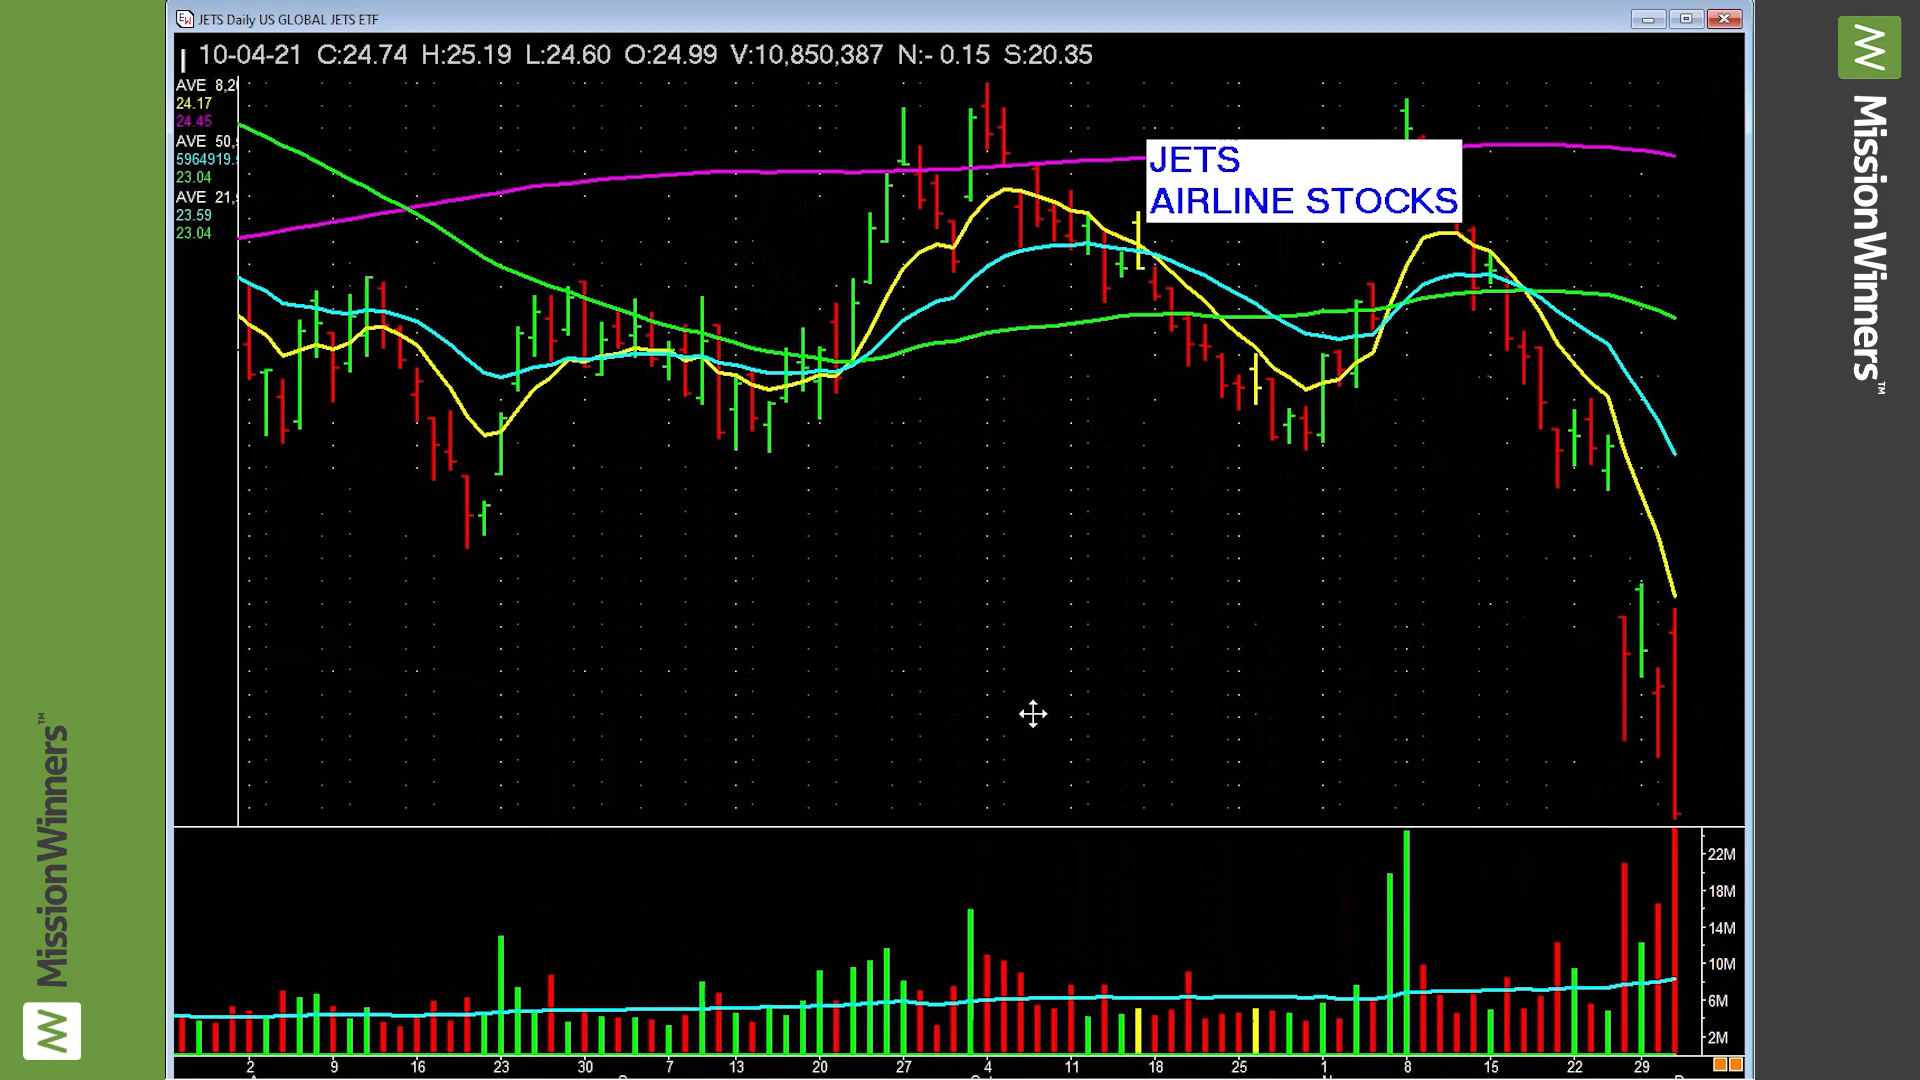 JETS Daily US GLOBAL JETS ETF
10-04-21 C:24.74 H:25.19 L:24.60 O:24.99 V:10,850,387 N:- 0.15 S:20.35
AVE 8,20
24.17
24.45
AVE 50,
5964919.
23.04
AVE 21,
23.59
23.04
JETS
AIRLINE STOCKS
22M
18M
14M
10M
6M
2M
2 9 16 23 30 7 13 20 27 4 11 18 25 1 8 15 22 29
MissionWinners™
MissionWinners™